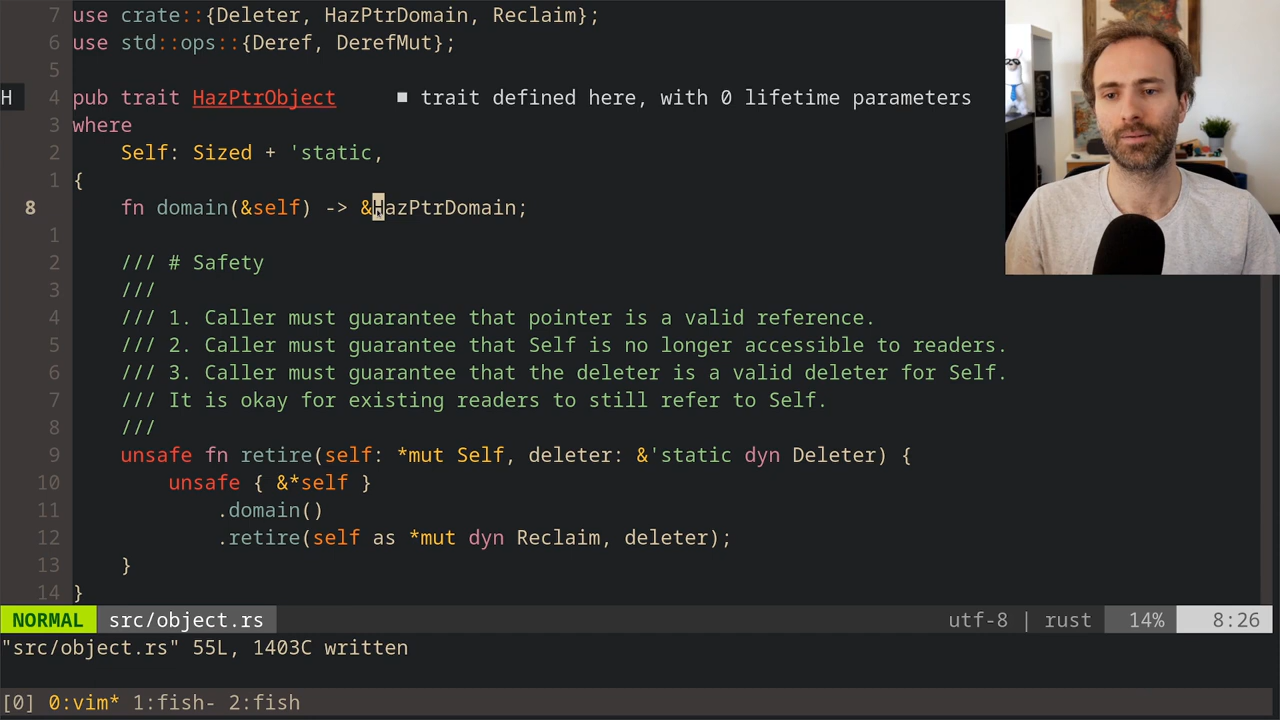 7 use crate::{Deleter, HazPtrDomain, Reclaim};
6 use std::ops::{Deref, DerefMut};
5
H 4 pub trait HazPtrObject ■ trait defined here, with 0 lifetime parameters
3 where
2 Self: Sized + 'static,
1 {
8 fn domain(&self) -> &HazPtrDomain;
1
2 /// # Safety
3 ///
4 /// 1. Caller must guarantee that pointer is a valid reference.
5 /// 2. Caller must guarantee that Self is no longer accessible to readers.
6 /// 3. Caller must guarantee that the deleter is a valid deleter for Self.
7 /// It is okay for existing readers to still refer to Self.
8 ///
9 unsafe fn retire(self: *mut Self, deleter: &'static dyn Deleter) {
10 unsafe { &*self }
11 .domain()
12 .retire(self as *mut dyn Reclaim, deleter);
13 }
14 }
NORMAL src/object.rs utf-8 | rust 14% 8:26
"src/object.rs" 55L, 1403C written
[0] 0:vim* 1:fish- 2:fish